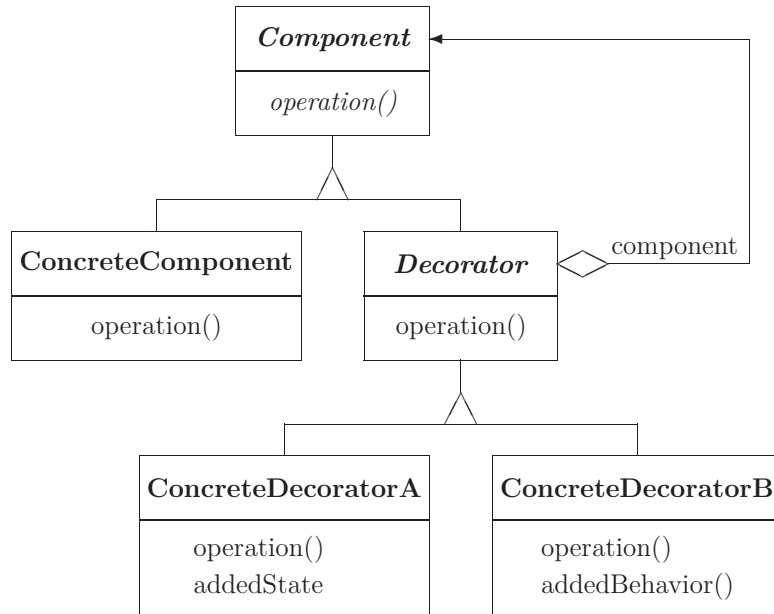 Component
operation()
ConcreteComponent
operation()
Decorator
operation()
component
ConcreteDecoratorA
operation()
addedState
ConcreteDecoratorB
operation()
addedBehavior()